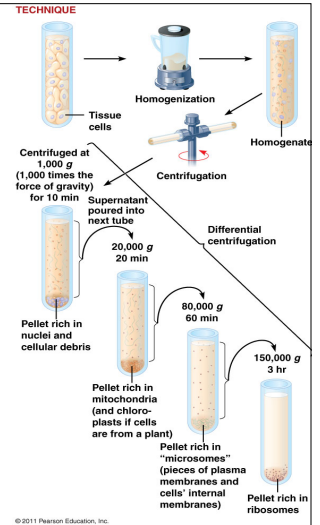 TECHNIQUE
Homogenization
Tissue
cells
Homogenate
Centrifuged at
1,000 g
(1,000 times the
force of gravity)
for 10 min
Centrifugation
Supernatant
poured into
next tube
Differential
centrifugation
20,000 g
20 min
80,000 g
60 min
Pellet rich in
nuclei and
cellular debris
150,000 g
3 hr
Pellet rich in
mitochondria
(and chloro-
plasts if cells
are from a plant)
Pellet rich in
“microsomes”
(pieces of plasma
membranes and
cells’ internal
membranes)
Pellet rich in
ribosomes
© 2011 Pearson Education, Inc.